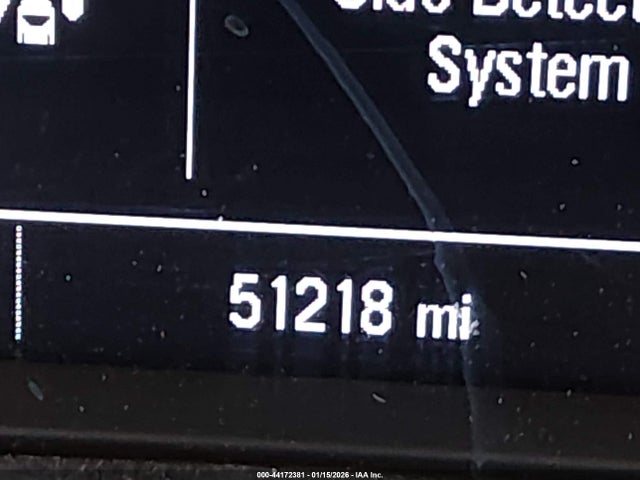 System
51218 mi
000-44172381 - 01/15/2026 - IAA Inc.